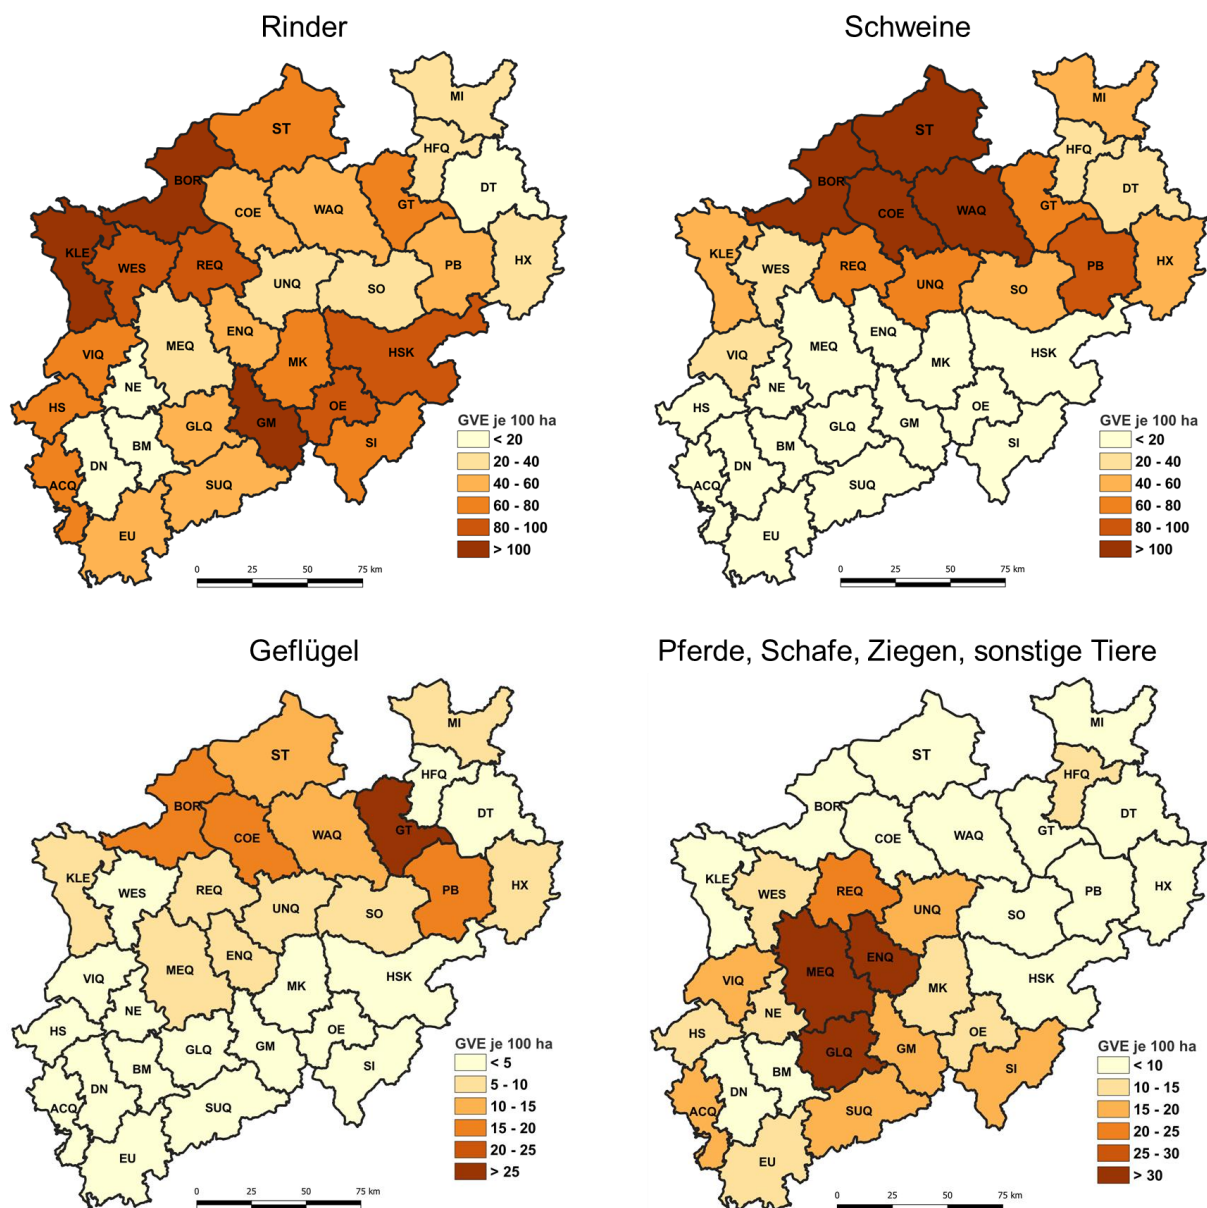 Rinder
MI
ST
HFQ
BOR
DT
COE
WAQ
GT
KLE
WES
REQ
PB
HX
UNQ
SO
ENQ
MEQ
VIQ
HSK
MK
NE
HS
OE
GLQ
GM
SI
BM
DN
ACQ
SUQ
EU
GVE je 100 ha
< 20
20 - 40
40 - 60
60 - 80
80 - 100
> 100
0 25 50 75 km
Schweine
MI
ST
HFQ
BOR
DT
COE
WAQ
GT
KLE
WES
REQ
PB
HX
UNQ
SO
ENQ
MEQ
VIQ
HSK
MK
NE
HS
OE
GLQ
GM
SI
BM
DN
ACQ
SUQ
EU
GVE je 100 ha
< 20
20 - 40
40 - 60
60 - 80
80 - 100
> 100
0 25 50 75 km
Geflügel
MI
ST
HFQ
BOR
DT
COE
WAQ
GT
KLE
WES
REQ
PB
HX
UNQ
SO
ENQ
MEQ
VIQ
HSK
MK
NE
HS
OE
GLQ
GM
SI
BM
DN
ACQ
SUQ
EU
GVE je 100 ha
< 5
5 - 10
10 - 15
15 - 20
20 - 25
> 25
0 25 50 75 km
Pferde, Schafe, Ziegen, sonstige Tiere
MI
ST
HFQ
BOR
DT
COE
WAQ
GT
KLE
WES
REQ
PB
HX
UNQ
SO
ENQ
MEQ
VIQ
HSK
MK
NE
HS
OE
GLQ
GM
SI
BM
DN
ACQ
SUQ
EU
GVE je 100 ha
< 10
10 - 15
15 - 20
20 - 25
25 - 30
> 30
0 25 50 75 km